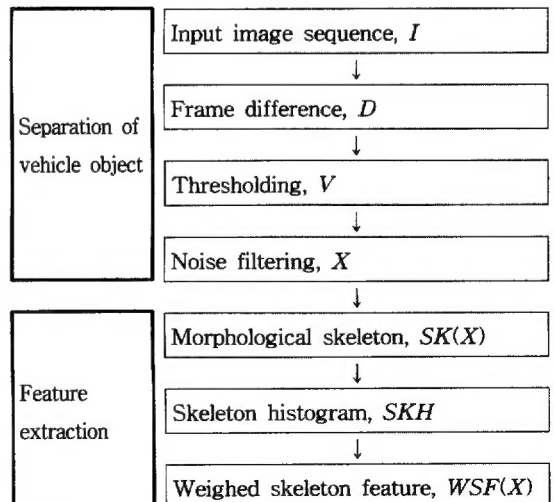 Input image sequence, I
Frame difference, D
Separation of
vehicle object
Thresholding, V
Noise filtering, X
Morphological skeleton, SK(X)
Feature
extraction
Skeleton histogram, SKH
Weighed skeleton feature, WSF(X)